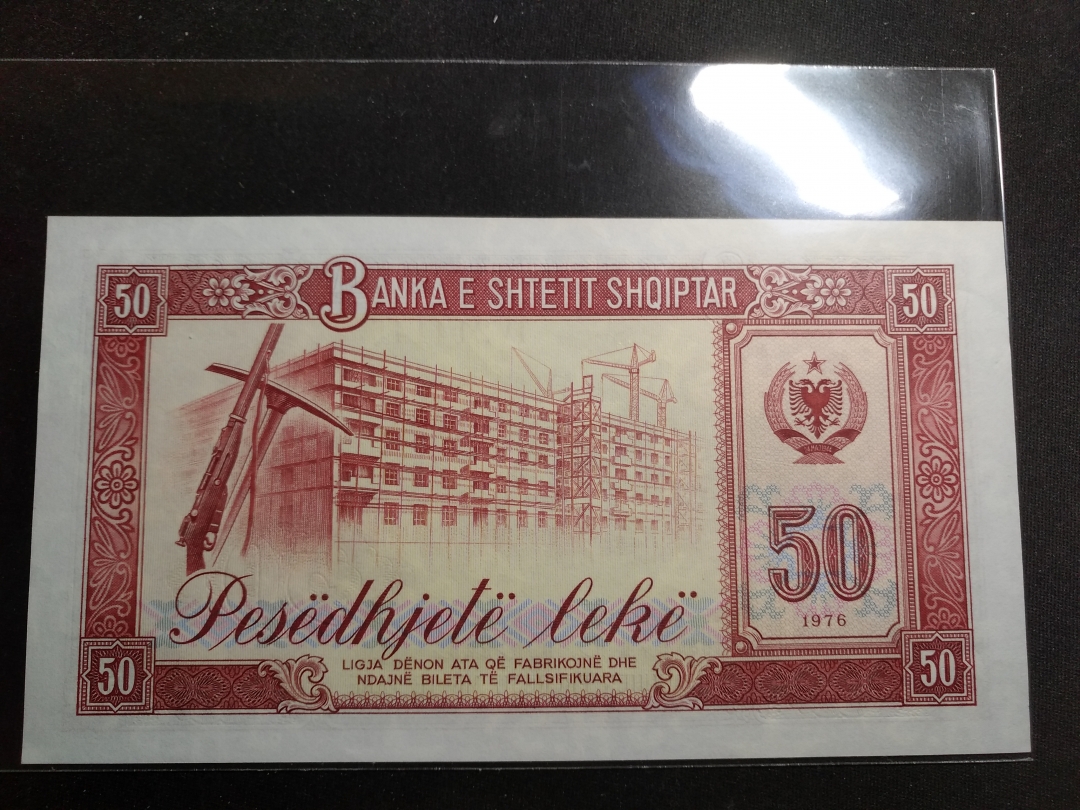 50 BANKA E SHTETIT SHQIPTAR 50
50
1976
Pesëdhjetë lekë
LIGJA DËNON ATA QË FABRIKOJNË DHE
NDAJNË BILETA TË FALLSIFIKUARA
50 50